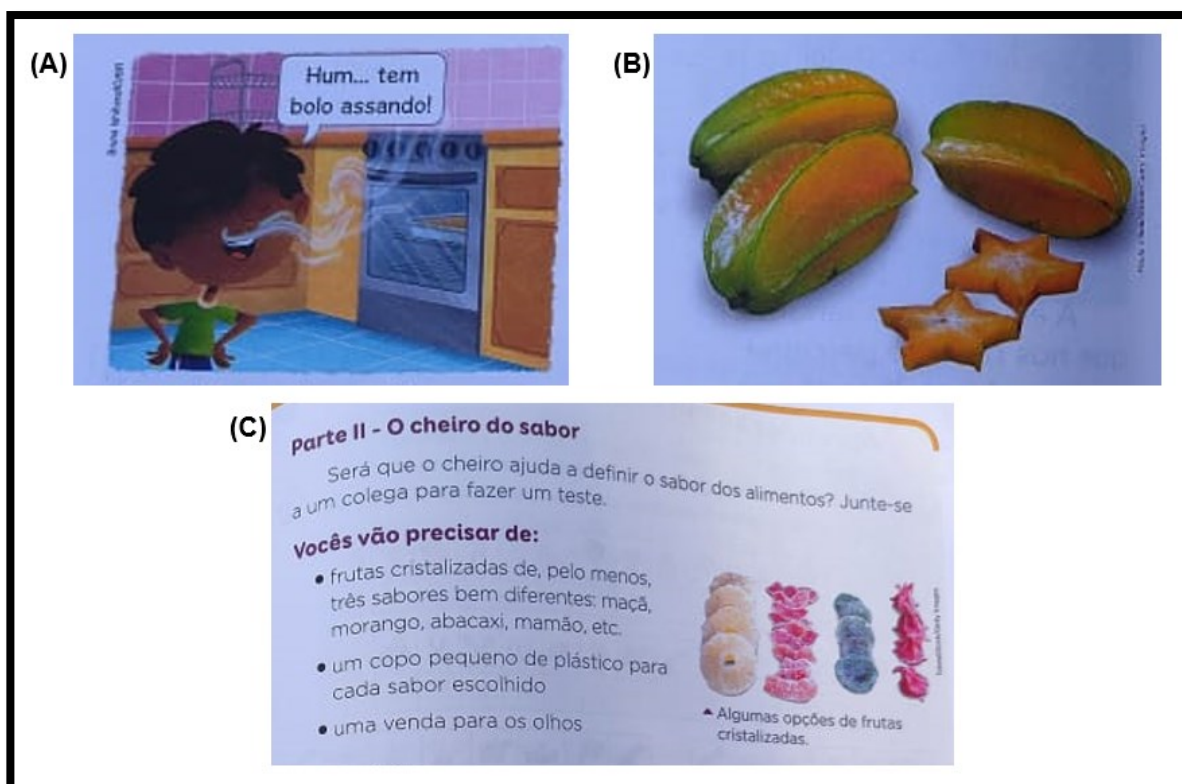 (A)
Hum... tem
bolo assando!
(B)
(C)
Parte II - O cheiro do sabor
Será que o cheiro ajuda a definir o sabor dos alimentos? Junte-se
a um colega para fazer um teste.
Vocês vão precisar de:
• frutas cristalizadas de, pelo menos,
três sabores bem diferentes: maçã,
morango, abacaxi, mamão, etc.
• um copo pequeno de plástico para
cada sabor escolhido
• uma venda para os olhos
Algumas opções de frutas
cristalizadas.